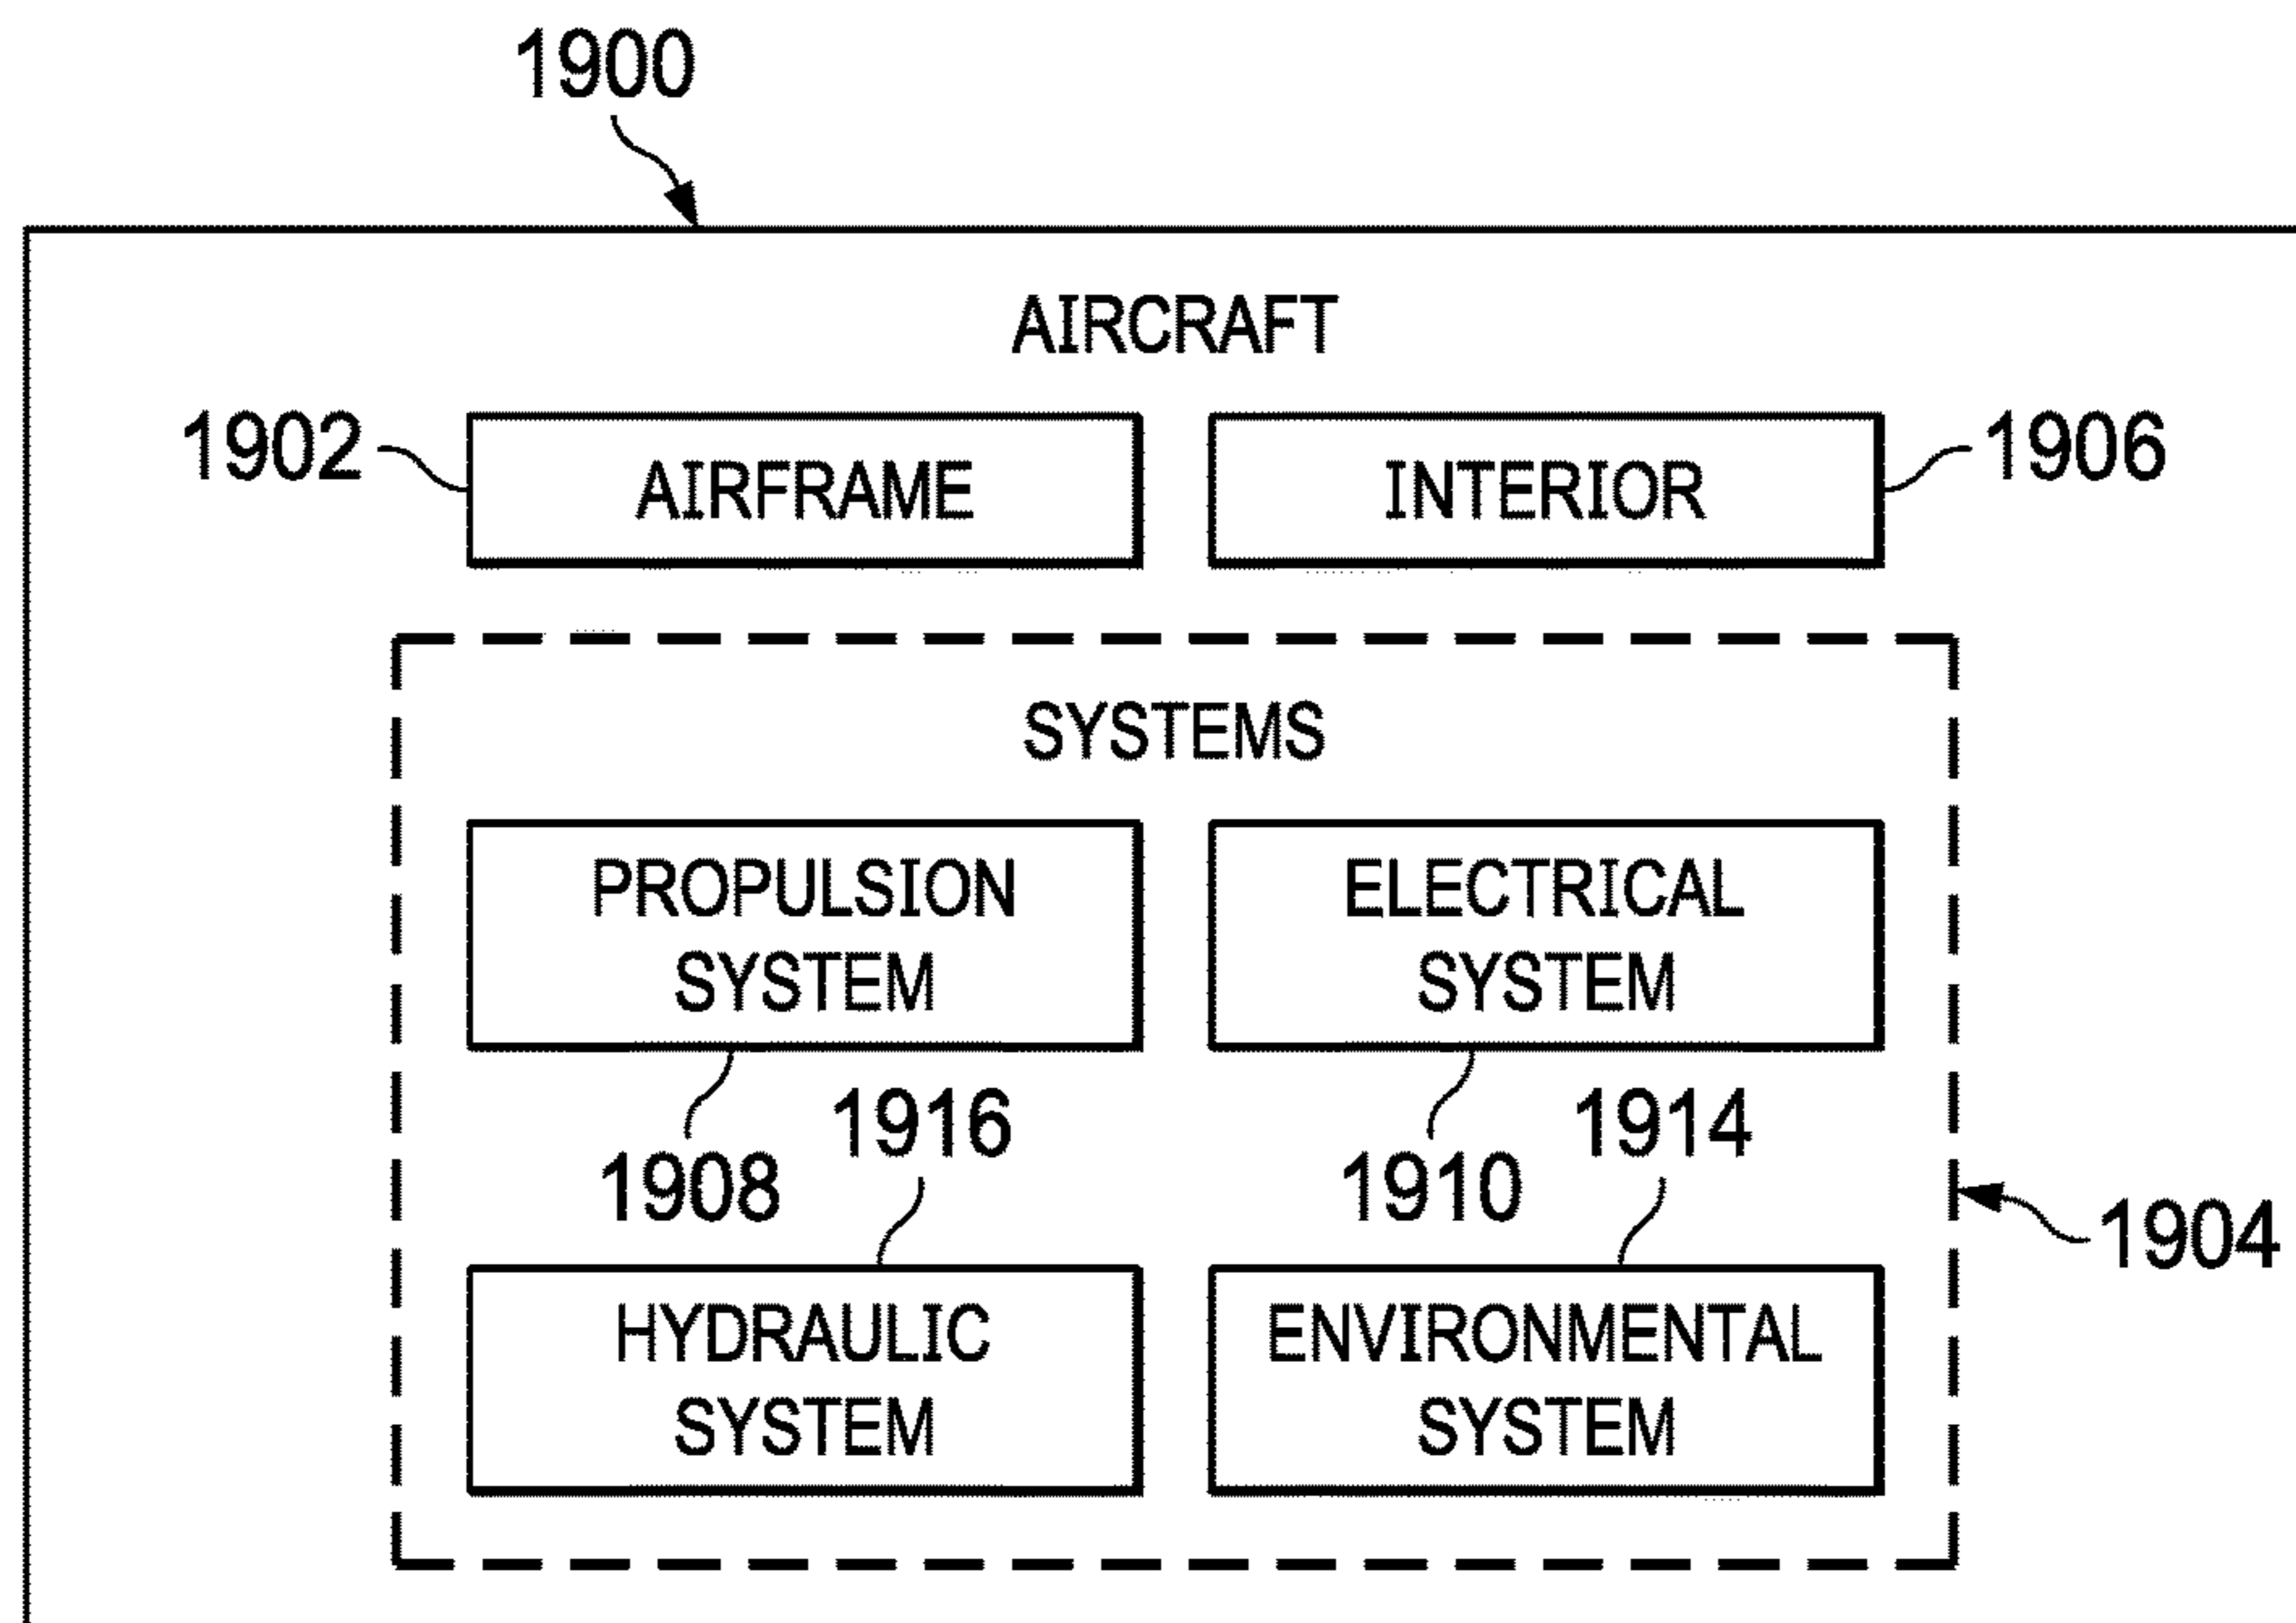 1900
AIRCRAFT
1902
AIRFRAME
INTERIOR
1906
SYSTEMS
PROPULSION
SYSTEM
ELECTRICAL
SYSTEM
1908
1916
1910
1914
1904
HYDRAULIC
SYSTEM
ENVIRONMENTAL
SYSTEM